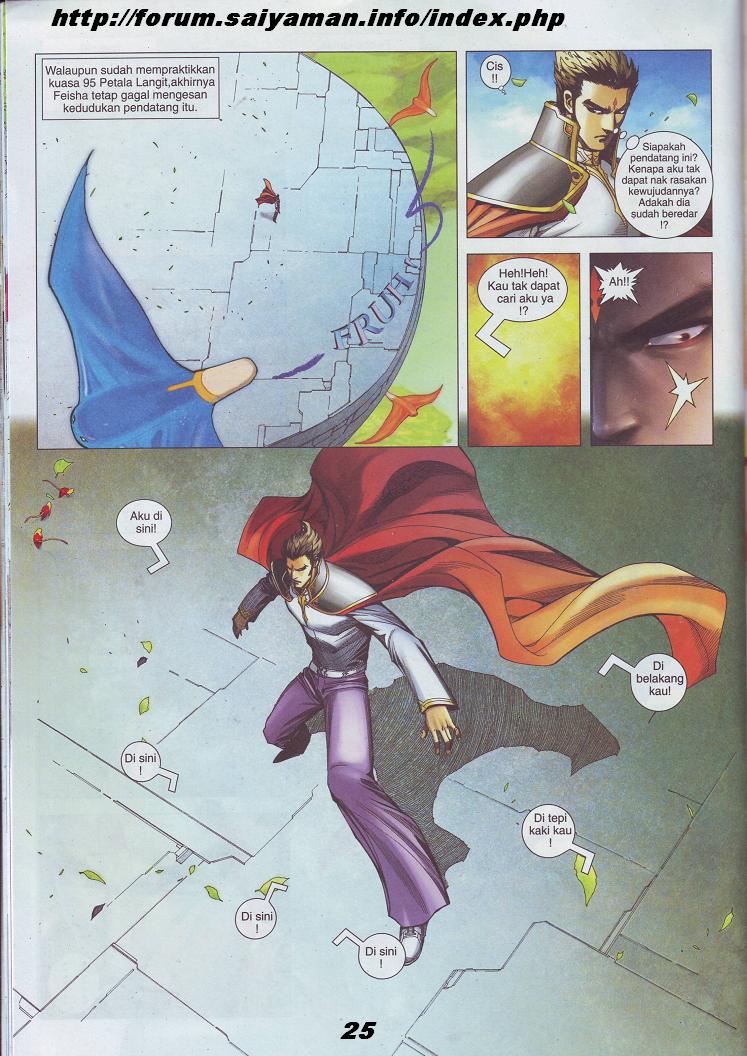 http://forum.saiyaman.info/index.php
Walaupun sudah mempraktikkan
kuasa 95 Petala Langit,akhirnya
Feisha tetap gagal mengesan
kedudukan pendatang itu.
FRUH
Cis
!!
Siapakah
pendatang ini?
Kenapa aku tak
dapat nak rasakan
kewujudannya?
Adakah dia
sudah beredar
!?
Heh!Heh!
Kau tak dapat
cari aku ya
!?
Ah!!
Aku di
sini!
Di
belakang
kau!
Di sini
!
Di tepi
kaki kau
!
Di sini
!
Di sini
!
25